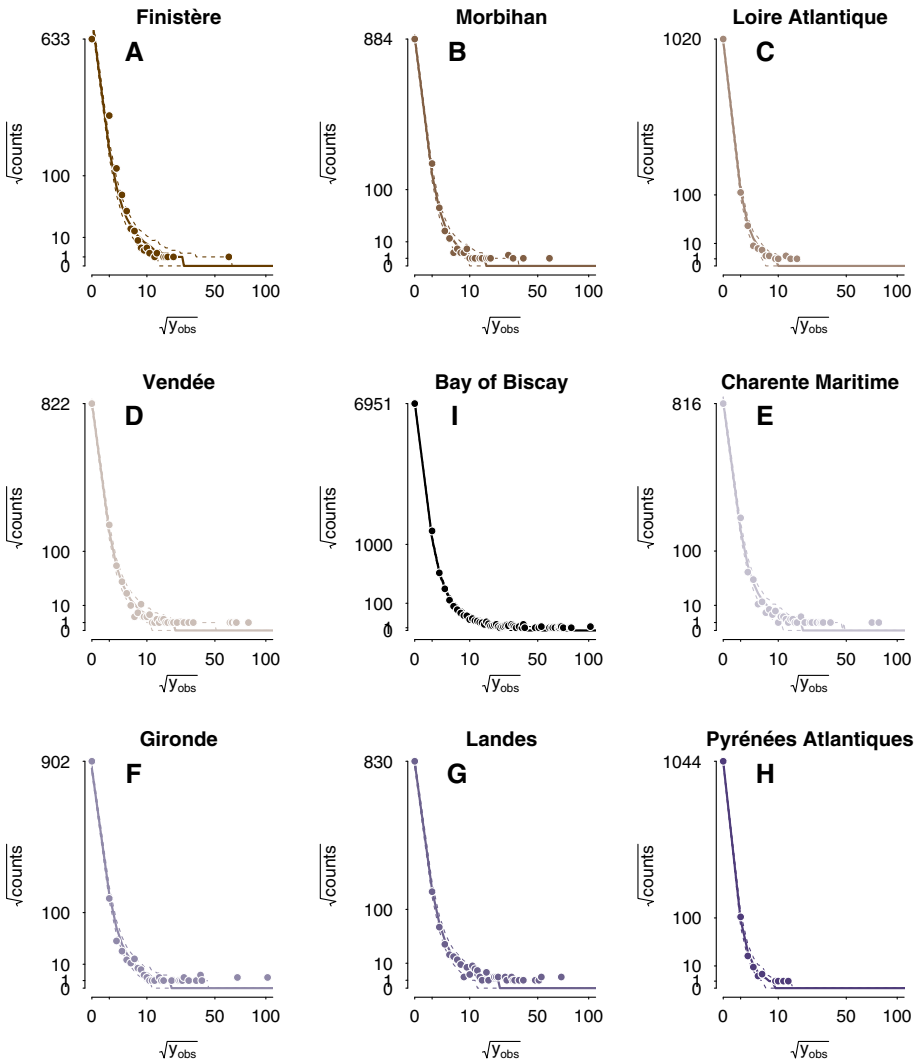 Finistère
Morbihan
Loire Atlantique
A
B
C
633
100
10
1
0
√counts
0 10 50 100
√y_obs
884
100
10
1
0
√counts
0 10 50 100
√y_obs
1020
100
10
1
0
√counts
0 10 50 100
√y_obs
Vendée
Bay of Biscay
Charente Maritime
D
I
E
822
100
10
1
0
√counts
0 10 50 100
√y_obs
6951
1000
100
1
0
√counts
0 10 50 100
√y_obs
816
100
10
1
0
√counts
0 10 50 100
√y_obs
Gironde
Landes
Pyrénées Atlantiques
F
G
H
902
100
10
1
0
√counts
0 10 50 100
√y_obs
830
100
10
1
0
√counts
0 10 50 100
√y_obs
1044
100
10
1
0
√counts
0 10 50 100
√y_obs